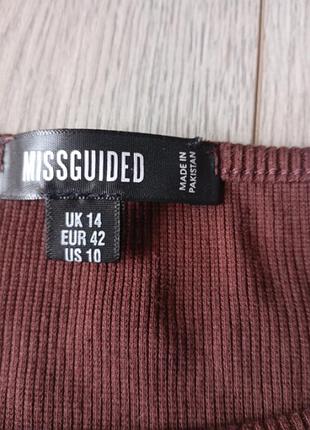 MISSGUIDED
MADE IN
PAKISTAN
UK 14
EUR 42
US 10